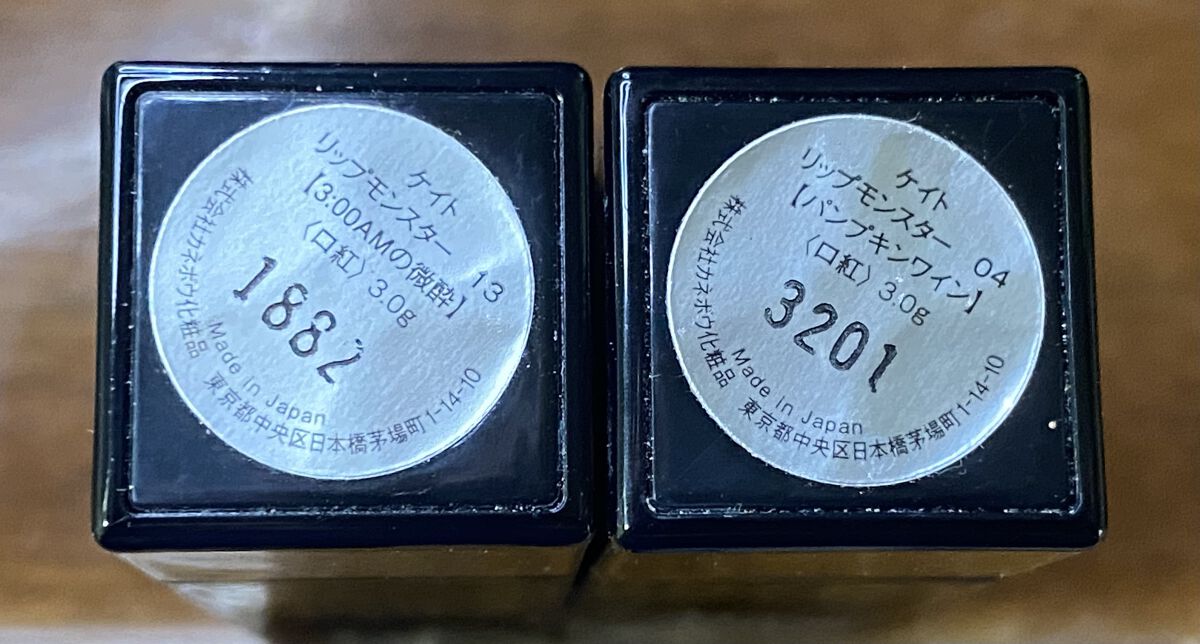 ケイト
リップモンスター 13
【3:00AMの微酔】
〈口紅〉3.0g
1882
Made in Japan
株式会社カネボウ化粧品
東京都中央区日本橋茅場町1-14-10
ケイト
リップモンスター 04
【パンプキンワイン】
〈口紅〉3.0g
3201
Made in Japan
株式会社カネボウ化粧品
東京都中央区日本橋茅場町1-14-10